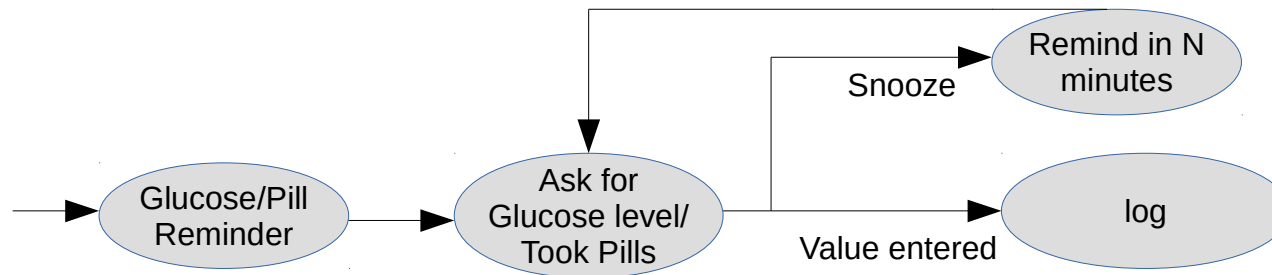 Remind in N
minutes
Snooze
Glucose/Pill
Reminder
Ask for
Glucose level/
Took Pills
log
Value entered